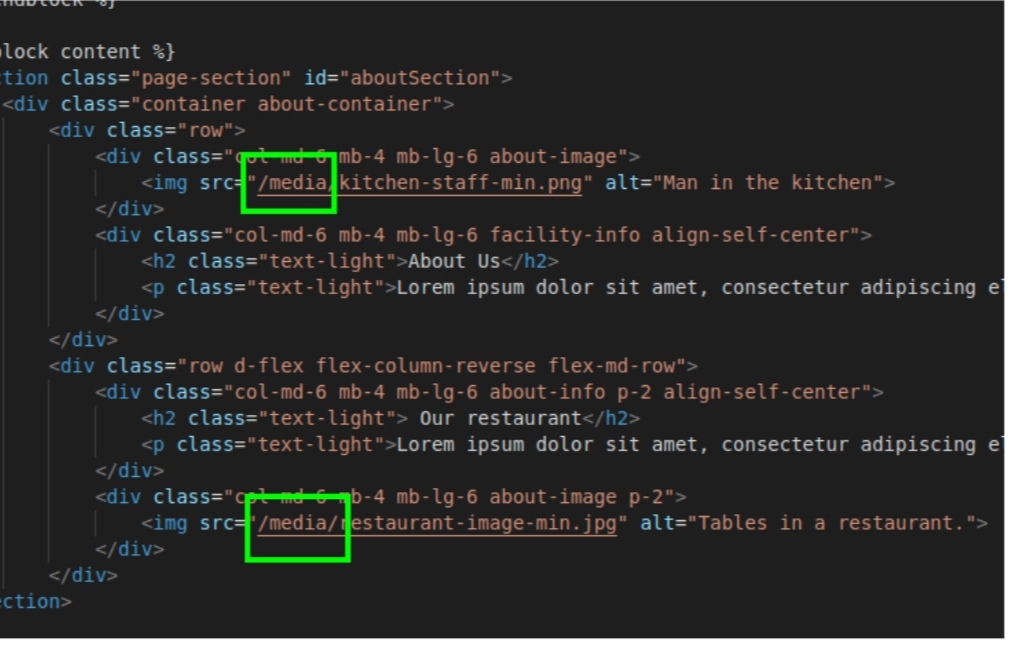 endblock %}
block content %}
ction class="page-section" id="aboutSection">
<div class="container about-container">
<div class="row">
<div class="col-md-6 mb-4 mb-lg-6 about-image">
<img src="/media/kitchen-staff-min.png" alt="Man in the kitchen">
</div>
<div class="col-md-6 mb-4 mb-lg-6 facility-info align-self-center">
<h2 class="text-light">About Us</h2>
<p class="text-light">Lorem ipsum dolor sit amet, consectetur adipiscing el
</div>
</div>
<div class="row d-flex flex-column-reverse flex-md-row">
<div class="col-md-6 mb-4 mb-lg-6 about-info p-2 align-self-center">
<h2 class="text-light"> Our restaurant</h2>
<p class="text-light">Lorem ipsum dolor sit amet, consectetur adipiscing el
</div>
<div class="col-md-6 mb-4 mb-lg-6 about-image p-2">
<img src="/media/restaurant-image-min.jpg" alt="Tables in a restaurant.">
</div>
</div>
ection>